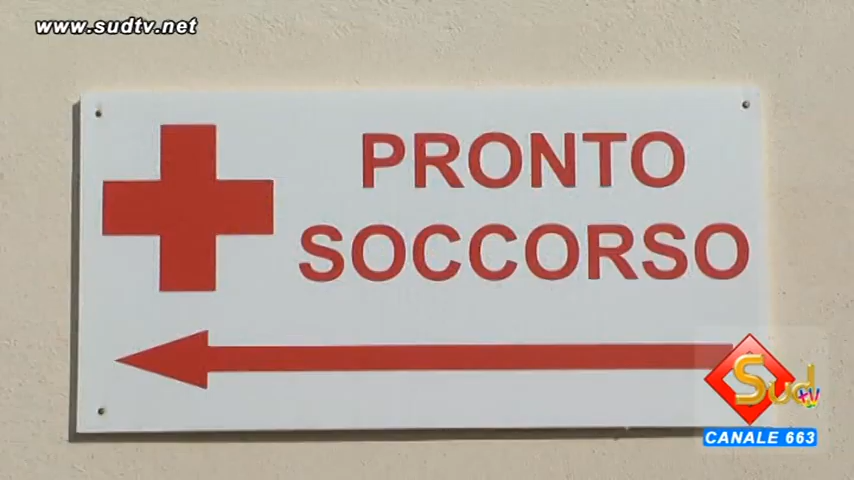 www.sudtv.net
PRONTO
SOCCORSO
Sud tv
CANALE 663